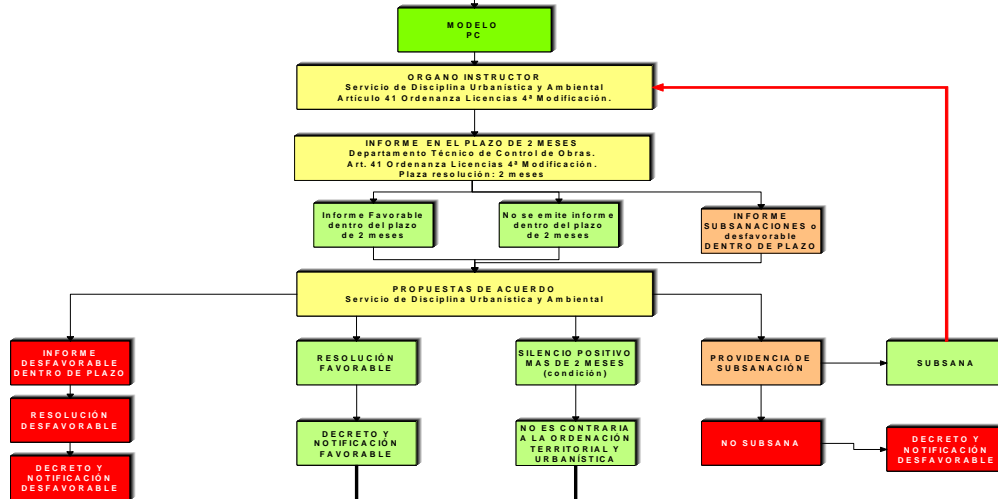 MODELO
PC
ORGANO INSTRUCTOR
Servicio de Disciplina Urbanística y Ambiental
Artículo 41 Ordenanza Licencias 4ª Modificación.
INFORME EN EL PLAZO DE 2 MESES
Departamento Técnico de Control de Obras.
Art. 41 Ordenanza Licencias 4ª Modificación.
Plaza resolución: 2 meses
Informe Favorable
dentro del plazo
de 2 meses
No se emite informe
dentro del plazo
de 2 meses
INFORME
SUBSANACIONES o
desfavorable
DENTRO DE PLAZO
PROPUESTAS DE ACUERDO
Servicio de Disciplina Urbanística y Ambiental
INFORME
DESFAVORABLE
DENTRO DE PLAZO
RESOLUCIÓN
FAVORABLE
SILENCIO POSITIVO
MAS DE 2 MESES
(condición)
PROVIDENCIA DE
SUBSANACIÓN
SUBSANA
RESOLUCIÓN
DESFAVORABLE
DECRETO Y
NOTIFICACIÓN
FAVORABLE
NO ES CONTRARIA
A LA ORDENACIÓN
TERRITORIAL Y
URBANÍSTICA
NO SUBSANA
DECRETO Y
NOTIFICACIÓN
DESFAVORABLE
DECRETO Y
NOTIFICACIÓN
DESFAVORABLE